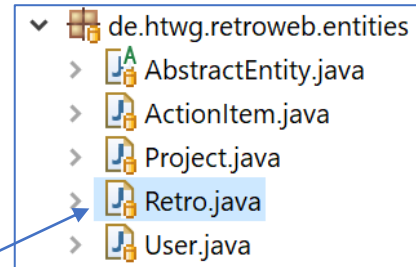 de.htwg.retroweb.entities
AbstractEntity.java
ActionItem.java
Project.java
Retro.java
User.java